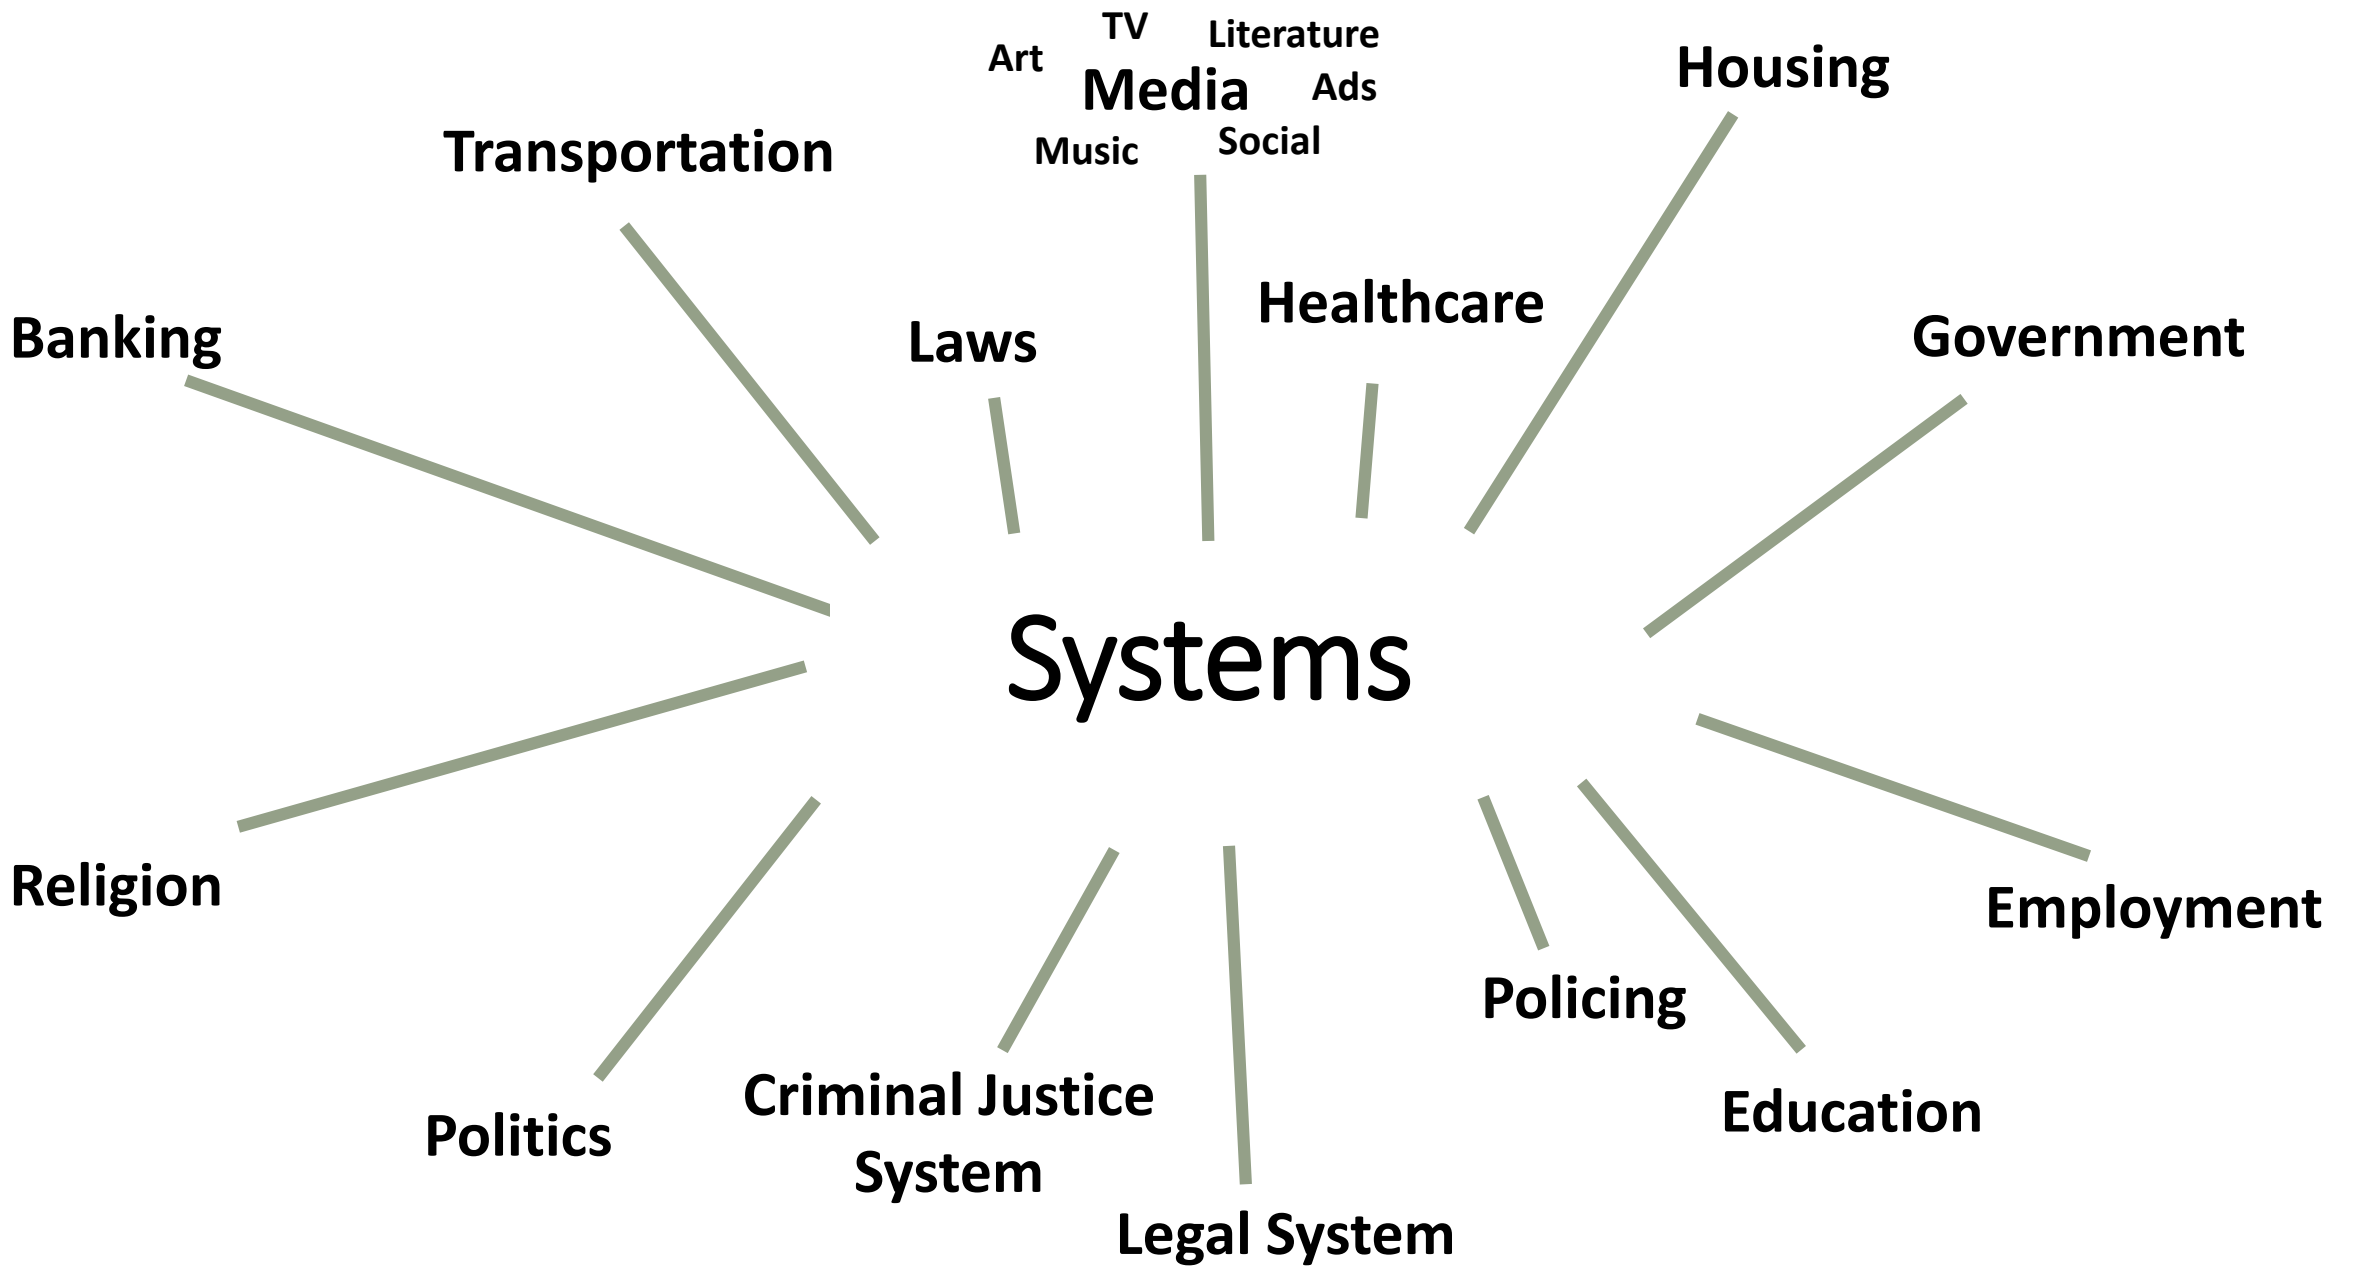 TV
Literature
Art
Media
Ads
Music
Social
Housing
Transportation
Healthcare
Banking
Laws
Government
Systems
Religion
Employment
Policing
Politics
Criminal Justice
System
Education
Legal System